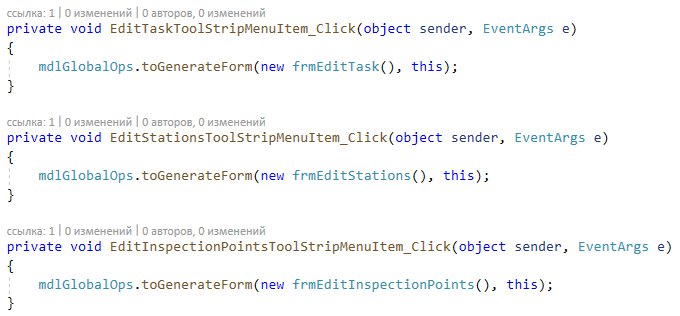 ссылка: 1 | 0 изменений | 0 авторов, 0 изменений
private void EditTaskToolStripMenuItem_Click(object sender, EventArgs e)
{
mdlGlobalOps.toGenerateForm(new frmEditTask(), this);
}
ссылка: 1 | 0 изменений | 0 авторов, 0 изменений
private void EditStationsToolStripMenuItem_Click(object sender, EventArgs e)
{
mdlGlobalOps.toGenerateForm(new frmEditStations(), this);
}
ссылка: 1 | 0 изменений | 0 авторов, 0 изменений
private void EditInspectionPointsToolStripMenuItem_Click(object sender, EventArgs e)
{
mdlGlobalOps.toGenerateForm(new frmEditInspectionPoints(), this);
}